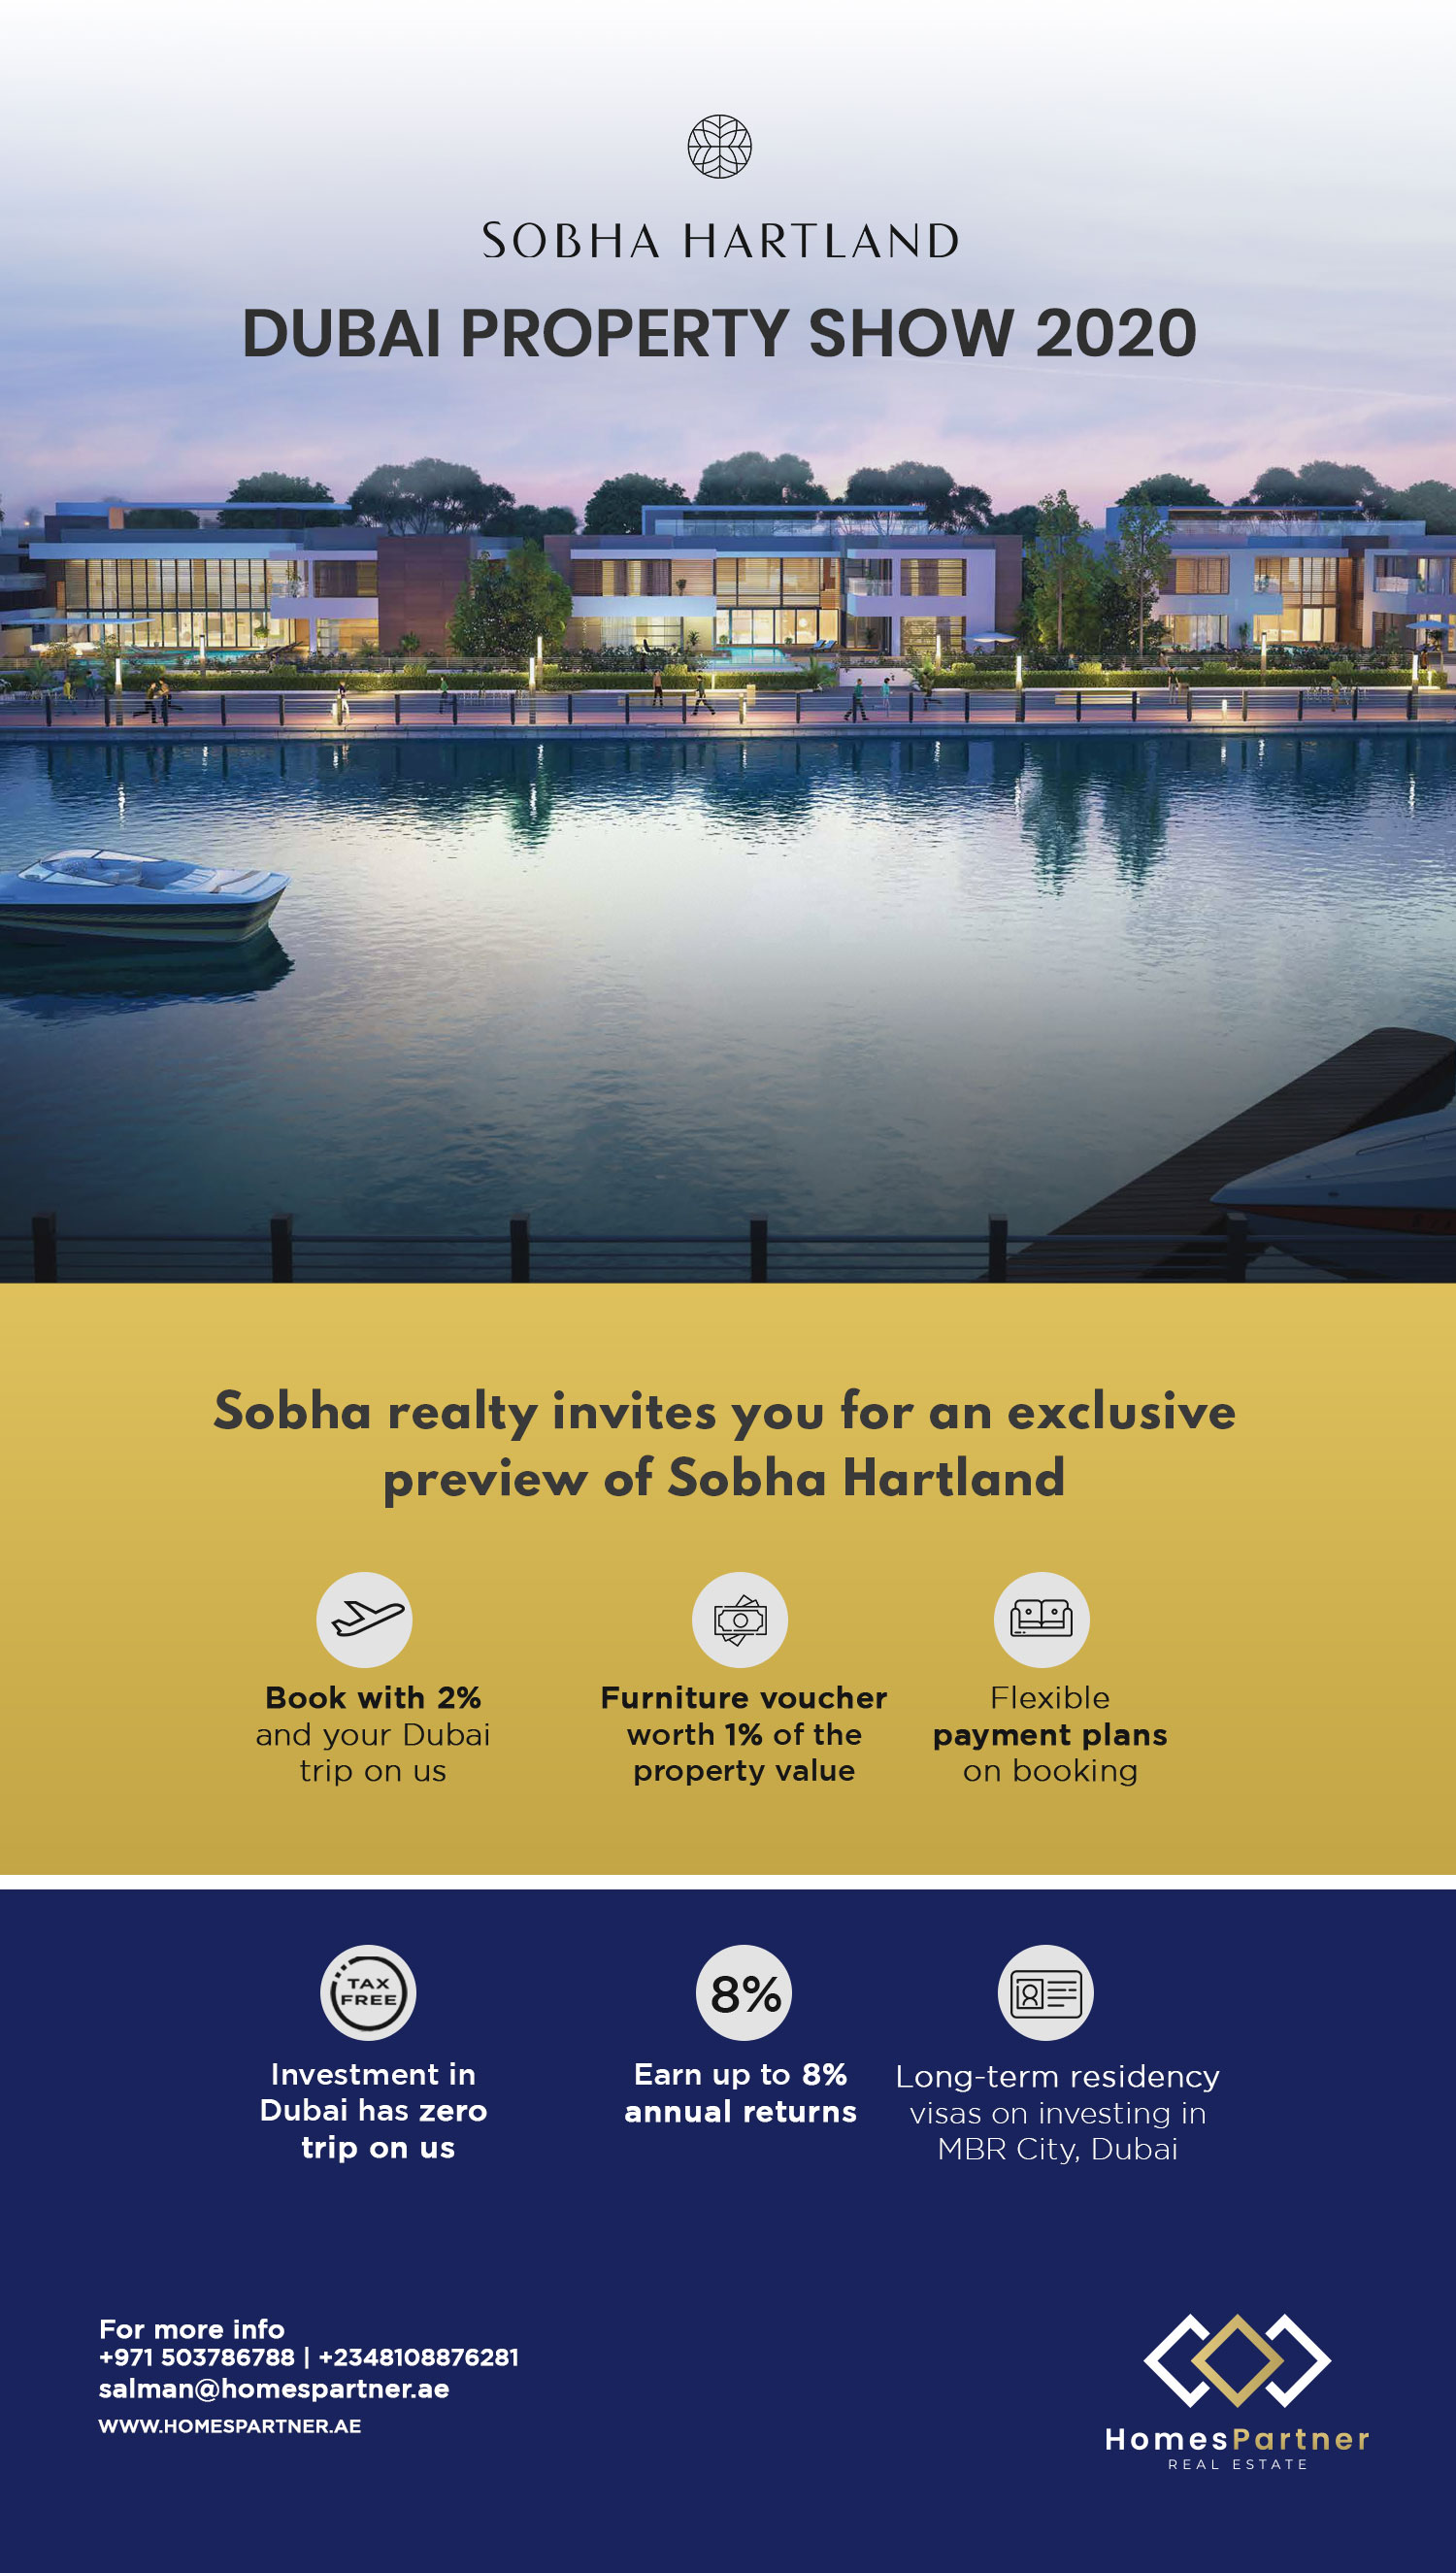 SOBHA HARTLAND
DUBAI PROPERTY SHOW 2020
Sobha realty invites you for an exclusive
preview of Sobha Hartland
Book with 2%
and your Dubai
trip on us
Furniture voucher
worth 1% of the
property value
Flexible
payment plans
on booking
TAX
FREE
Investment in
Dubai has zero
trip on us
8%
Earn up to 8%
annual returns
Long-term residency
visas on investing in
MBR City, Dubai
For more info
+971 503786788 | +2348108876281
salman@homespartner.ae
WWW.HOMESPARTNER.AE
HomesPartner
REAL ESTATE